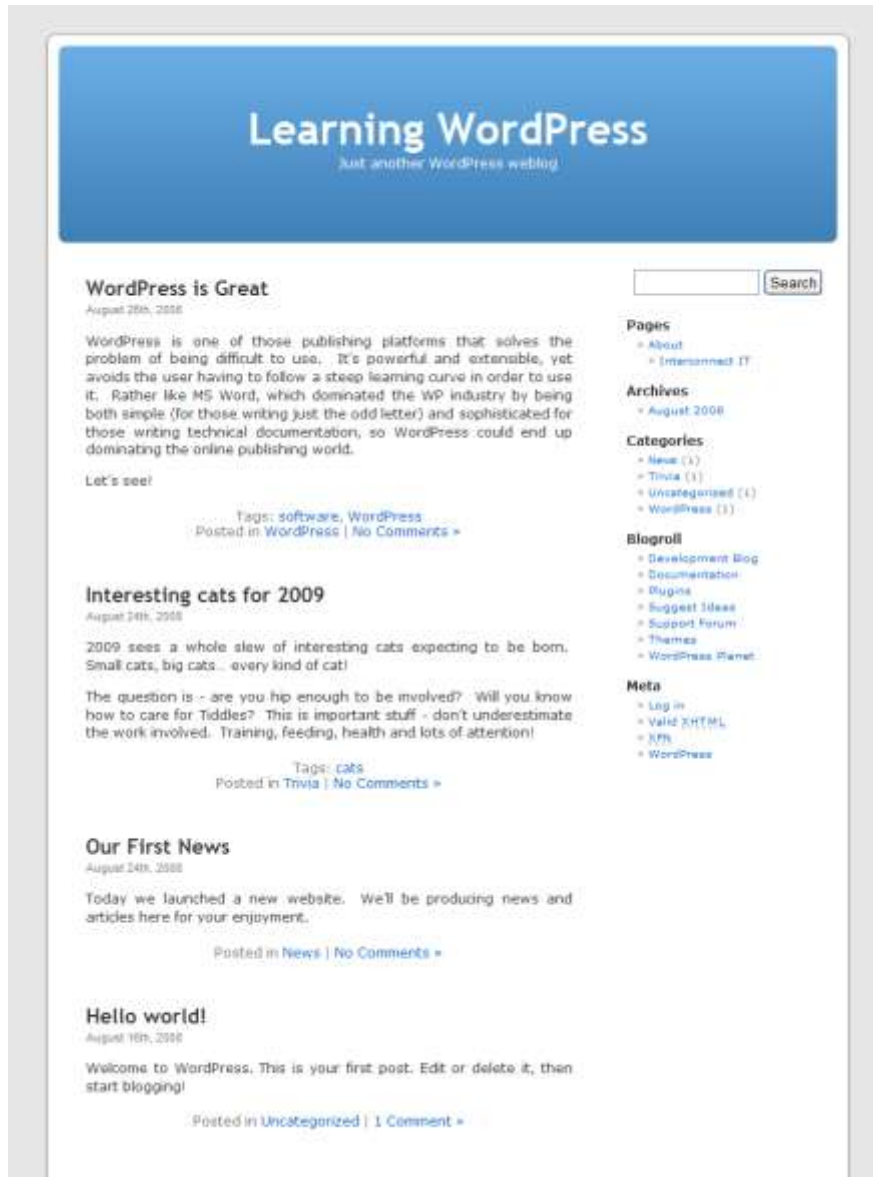 Learning WordPress
Just another WordPress weblog
WordPress is Great
August 26th, 2008
WordPress is one of those publishing platforms that solves the
problem of being difficult to use. It's powerful and extensible, yet
avoids the user having to follow a steep learning curve in order to use
it. Rather like MS Word, which dominated the WP industry by being
both simple (for those writing just the odd letter) and sophisticated for
those writing technical documentation, so WordPress could end up
dominating the online publishing world.
Let's see!
Tags: software, WordPress
Posted in WordPress | No Comments »
Interesting cats for 2009
August 24th, 2008
2009 sees a whole slew of interesting cats expecting to be born.
Small cats, big cats... every kind of cat!
The question is - are you hip enough to be involved? Will you know
how to care for Tiddles? This is important stuff - don't underestimate
the work involved. Training, feeding, health and lots of attention!
Tags: cats
Posted in Trivia | No Comments »
Our First News
August 24th, 2008
Today we launched a new website. We'll be producing news and
articles here for your enjoyment.
Posted in News | No Comments »
Hello world!
August 16th, 2008
Welcome to WordPress. This is your first post. Edit or delete it, then
start blogging!
Posted in Uncategorized | 1 Comment »
Search
Pages
About
Interconnect IT
Archives
August 2008
Categories
News (1)
Trivia (1)
Uncategorized (1)
WordPress (1)
Blogroll
Development Blog
Documentation
Plugins
Suggest Ideas
Support Forum
Themes
WordPress Planet
Meta
Log in
Valid XHTML
XFN
WordPress